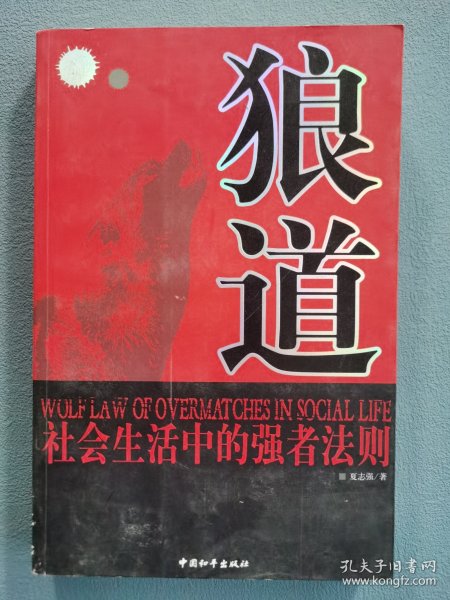 狼
道
WOLF LAW OF OVERMATCHES IN SOCIAL LIFE
社会生活中的强者法则
夏志强/著
中国和平出版社
孔夫子旧书网
www.kongfz.com